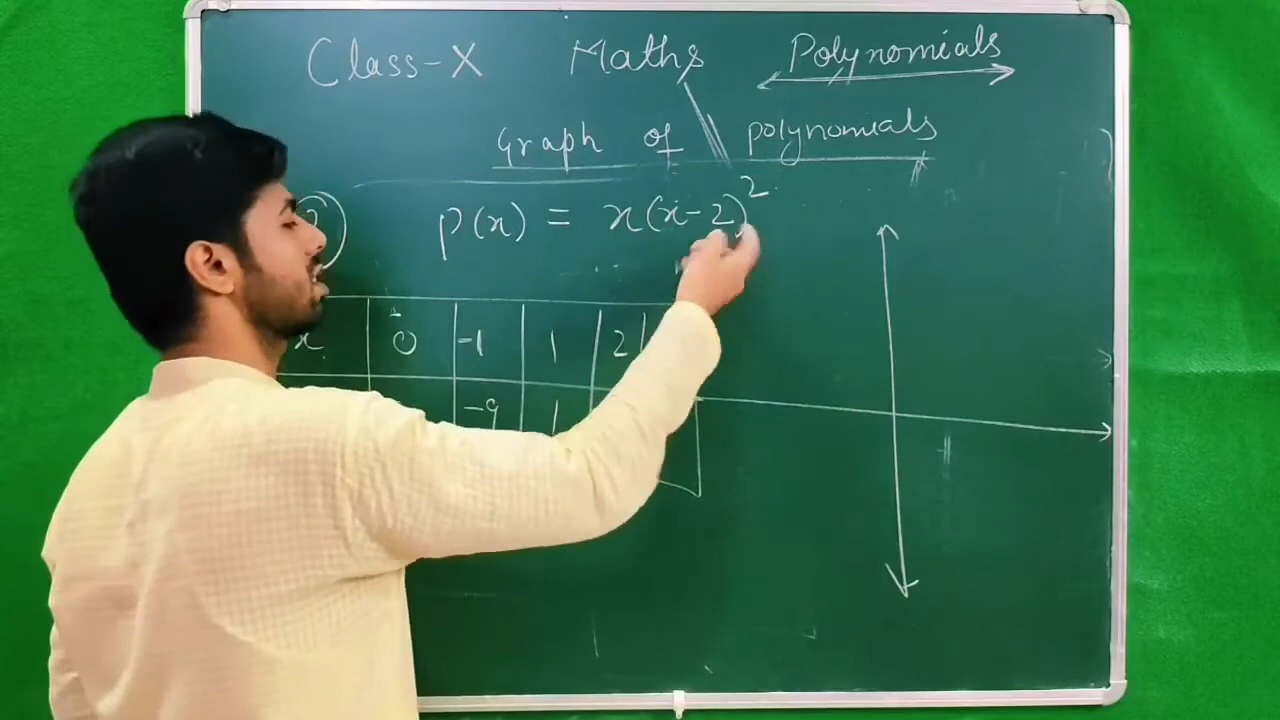 Class-X Maths Polynomials
Graph of polynomials
p(x) = x(x-2)²
x 0 -1 1 2
-9 1